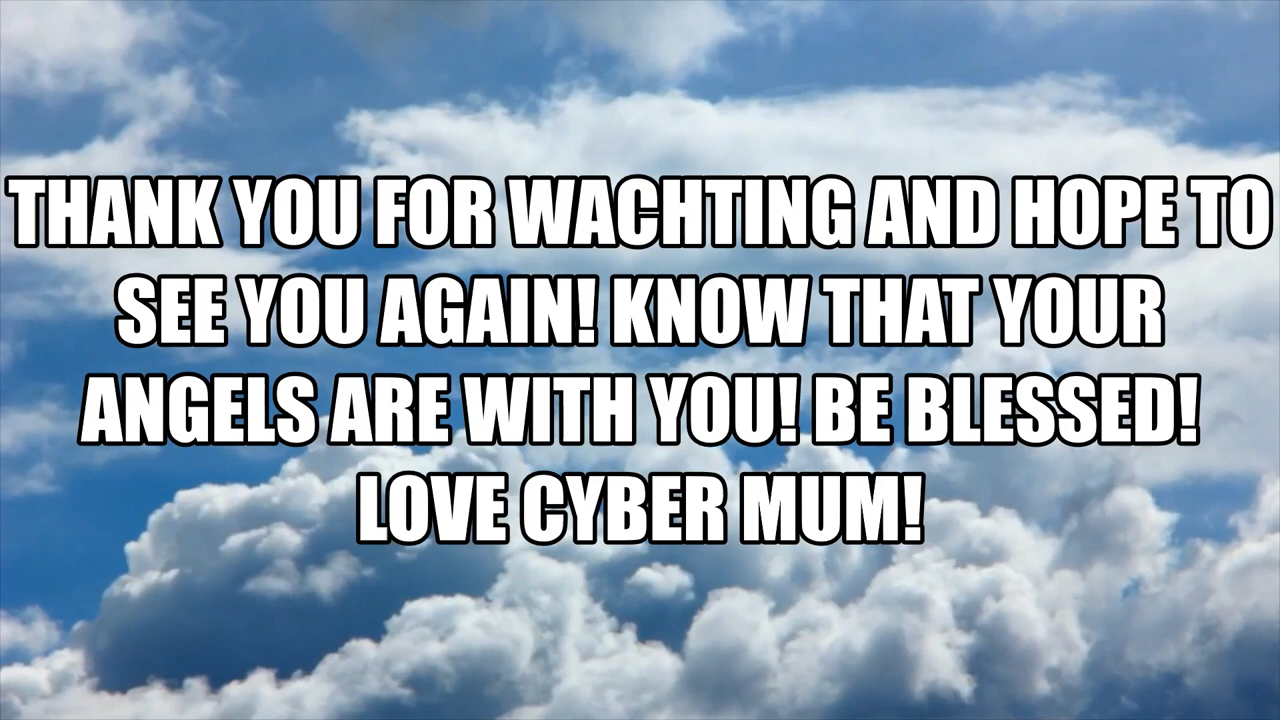 THANK YOU FOR WACHTING AND HOPE TO
SEE YOU AGAIN! KNOW THAT YOUR
ANGELS ARE WITH YOU! BE BLESSED!
LOVE CYBER MUM!